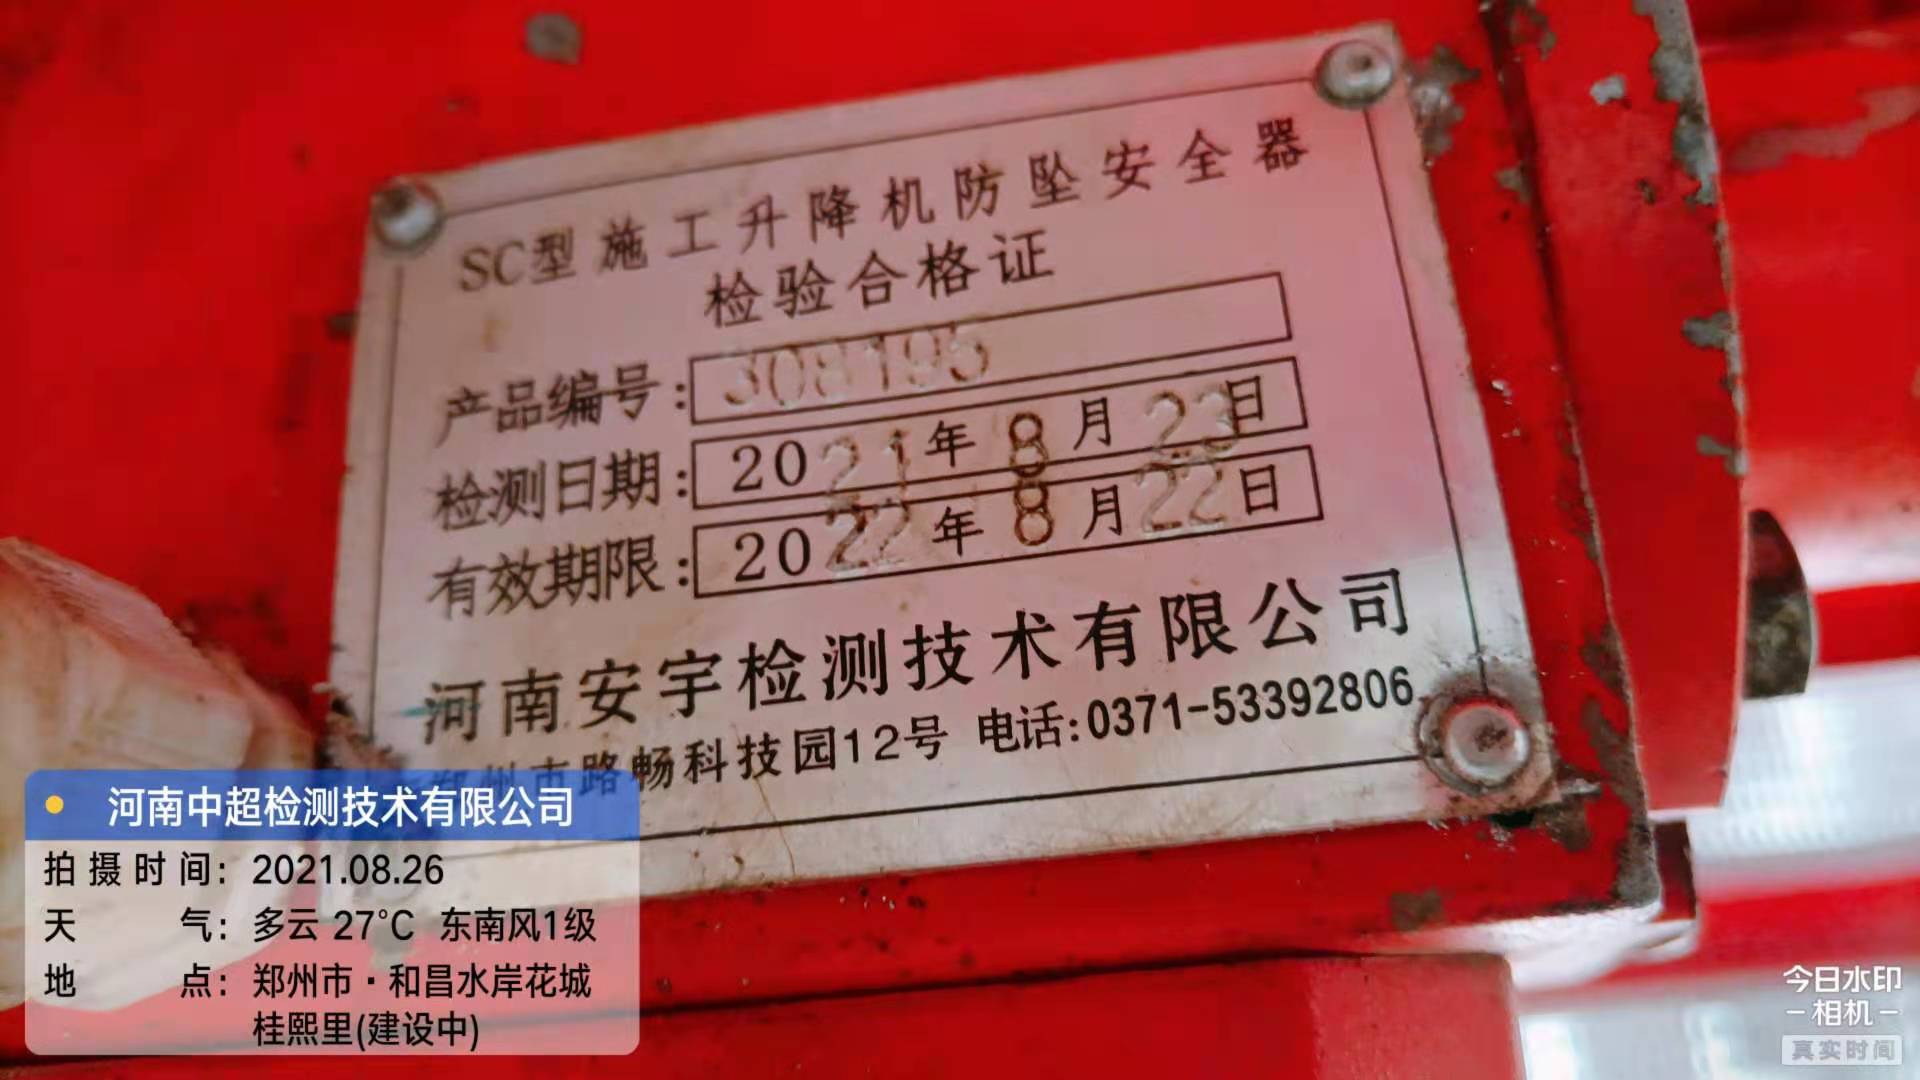 SC型施工升降机防坠安全器
检验合格证
产品编号：308195
检测日期：2021年8月23日
有效期限：2022年8月22日
河南安宇检测技术有限公司
郑州市路畅科技园12号 电话：0371-53392806
河南中超检测技术有限公司
拍摄时间：2021.08.26
天气：多云 27℃ 东南风1级
地点：郑州市·和昌水岸花城
桂熙里(建设中)
今日水印
-相机-
真实时间